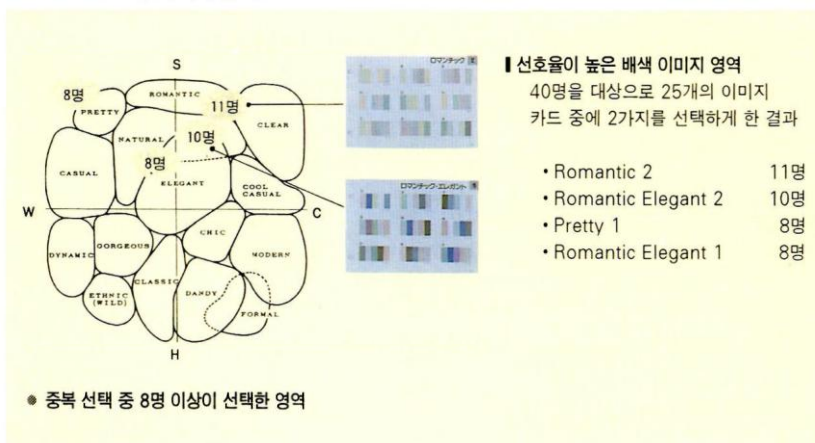 S
ROMANTIC
8명
PRETTY
11명
CLEAR
NATURAL
10명
8명
CASUAL
ELEGANT
COOL
CASUAL
W
C
CHIC
GORGEOUS
DYNAMIC
MODERN
CLASSIC
DANDY
ETHNIC
(WILD)
FORMAL
H
ロマンチック 2
ロマンチック・エレガント 1
선호율이 높은 배색 이미지 영역
40명을 대상으로 25개의 이미지
카드 중에 2가지를 선택하게 한 결과
• Romantic 2 11명
• Romantic Elegant 2 10명
• Pretty 1 8명
• Romantic Elegant 1 8명
중복 선택 중 8명 이상이 선택한 영역